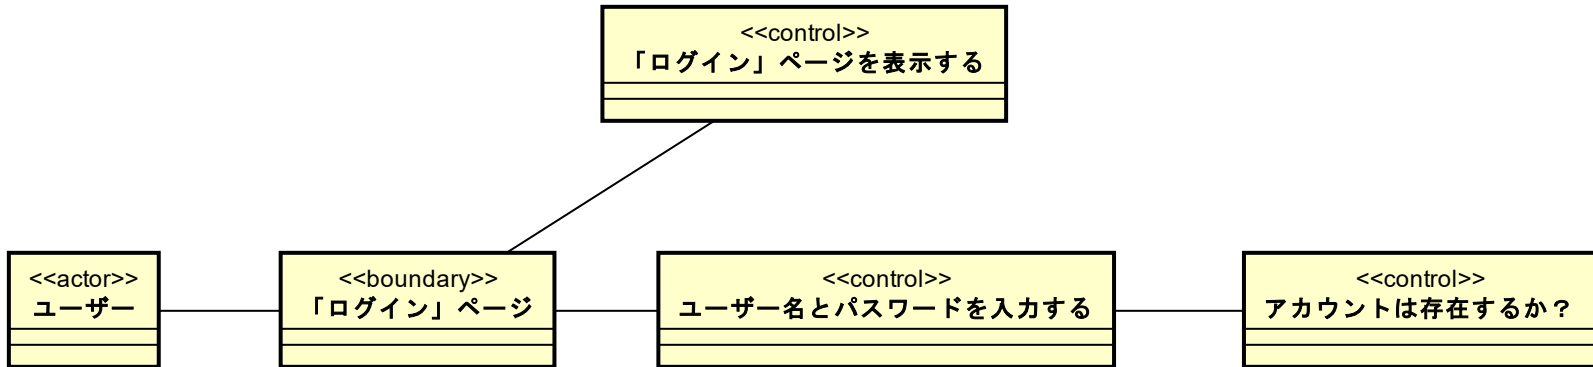 <<control>>
「ログイン」ページを表示する
<<actor>>
ユーザー
<<boundary>>
「ログイン」ページ
<<control>>
ユーザー名とパスワードを入力する
<<control>>
アカウントは存在するか？